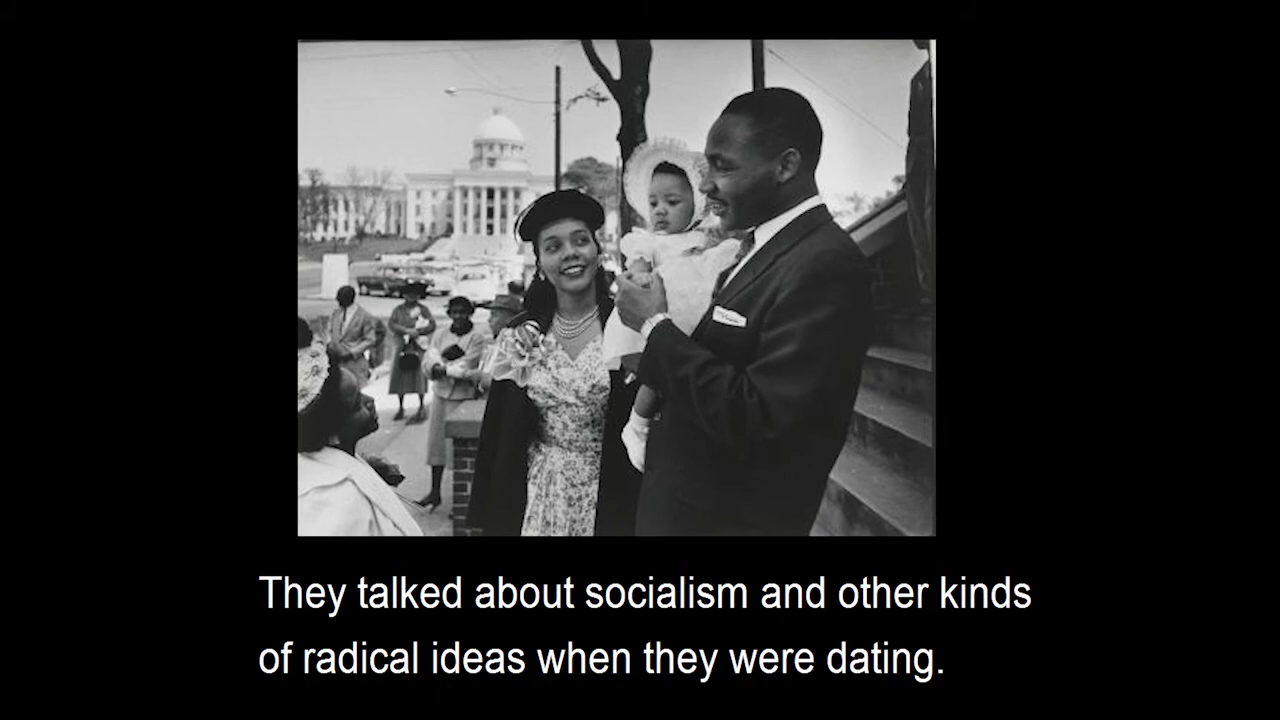 They talked about socialism and other kinds
of radical ideas when they were dating.